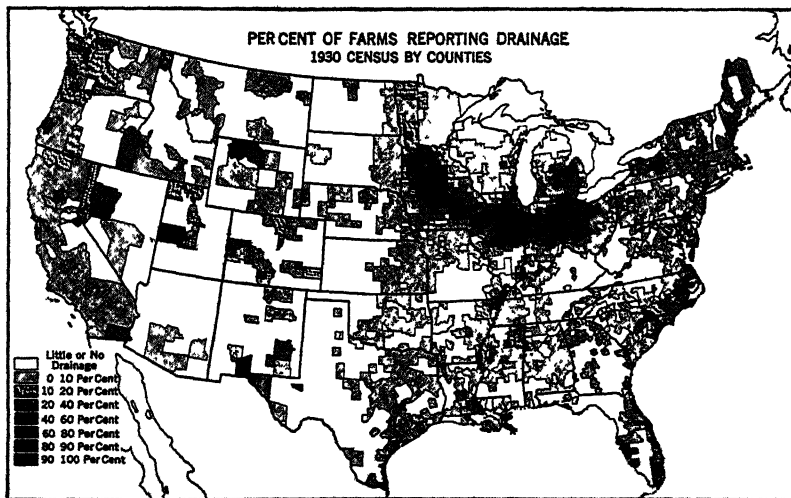 PER CENT OF FARMS REPORTING DRAINAGE
1930 CENSUS BY COUNTIES
Little or No
Drainage
0 10 Per Cent
10 20 Per Cent
20 40 Per Cent
40 60 Per Cent
60 80 Per Cent
80 90 Per Cent
90 100 Per Cent